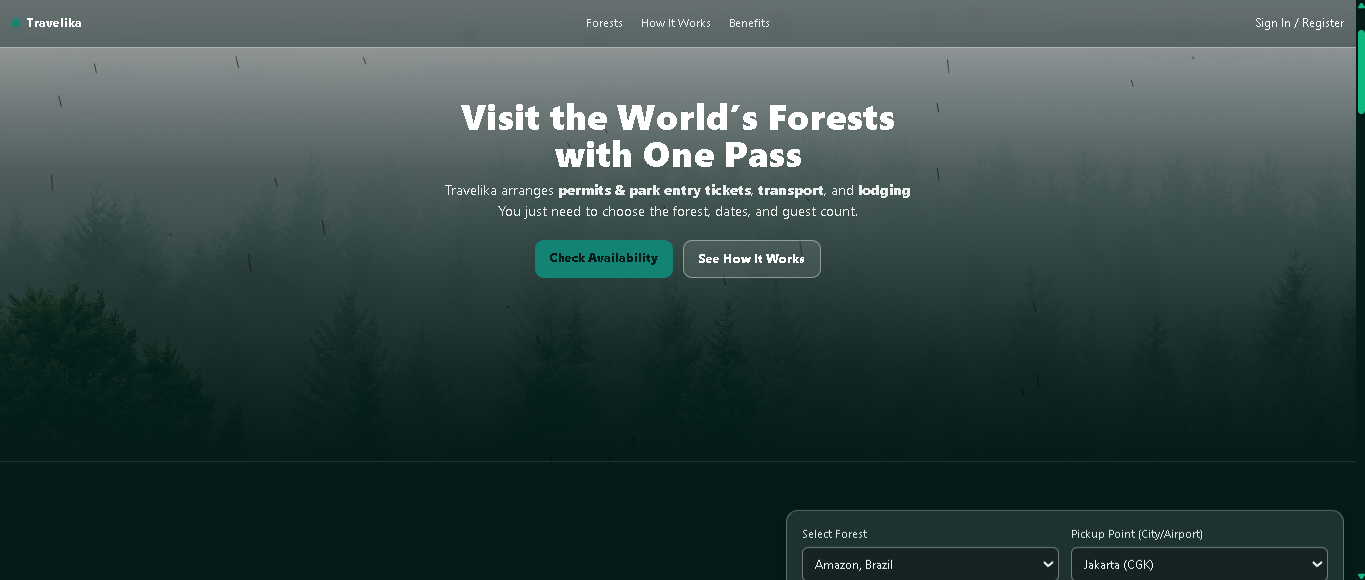 Travelika
Forests
How It Works
Benefits
Sign In / Register
Visit the World's Forests
with One Pass
Travelika arranges permits & park entry tickets, transport, and lodging
You just need to choose the forest, dates, and guest count.
Check Availability
See How It Works
Select Forest
Pickup Point (City/Airport)
Amazon, Brazil
Jakarta (CGK)